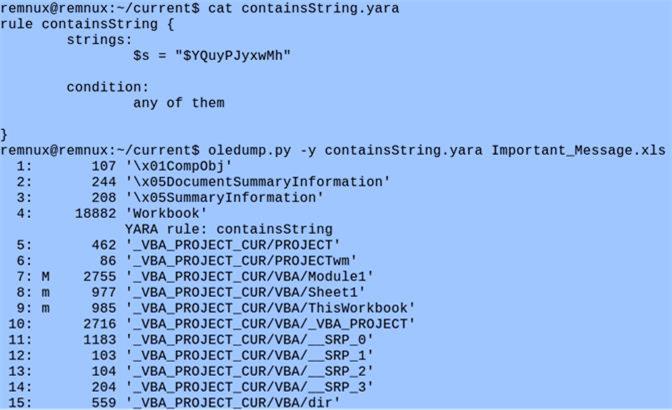 remnux@remnux:~/current$ cat containsString.yara
rule containsString {
        strings:
                $s = "$YQuyPJyxwMh"

        condition:
                any of them

}
remnux@remnux:~/current$ oledump.py -y containsString.yara Important_Message.xls
  1:       107 '\x01CompObj'
  2:       244 '\x05DocumentSummaryInformation'
  3:       208 '\x05SummaryInformation'
  4:     18882 'Workbook'
               YARA rule: containsString
  5:       462 '_VBA_PROJECT_CUR/PROJECT'
  6:        86 '_VBA_PROJECT_CUR/PROJECTwm'
  7: M    2755 '_VBA_PROJECT_CUR/VBA/Module1'
  8: m     977 '_VBA_PROJECT_CUR/VBA/Sheet1'
  9: m     985 '_VBA_PROJECT_CUR/VBA/ThisWorkbook'
 10:      2716 '_VBA_PROJECT_CUR/VBA/_VBA_PROJECT'
 11:      1183 '_VBA_PROJECT_CUR/VBA/__SRP_0'
 12:       103 '_VBA_PROJECT_CUR/VBA/__SRP_1'
 13:       104 '_VBA_PROJECT_CUR/VBA/__SRP_2'
 14:       204 '_VBA_PROJECT_CUR/VBA/__SRP_3'
 15:       559 '_VBA_PROJECT_CUR/VBA/dir'